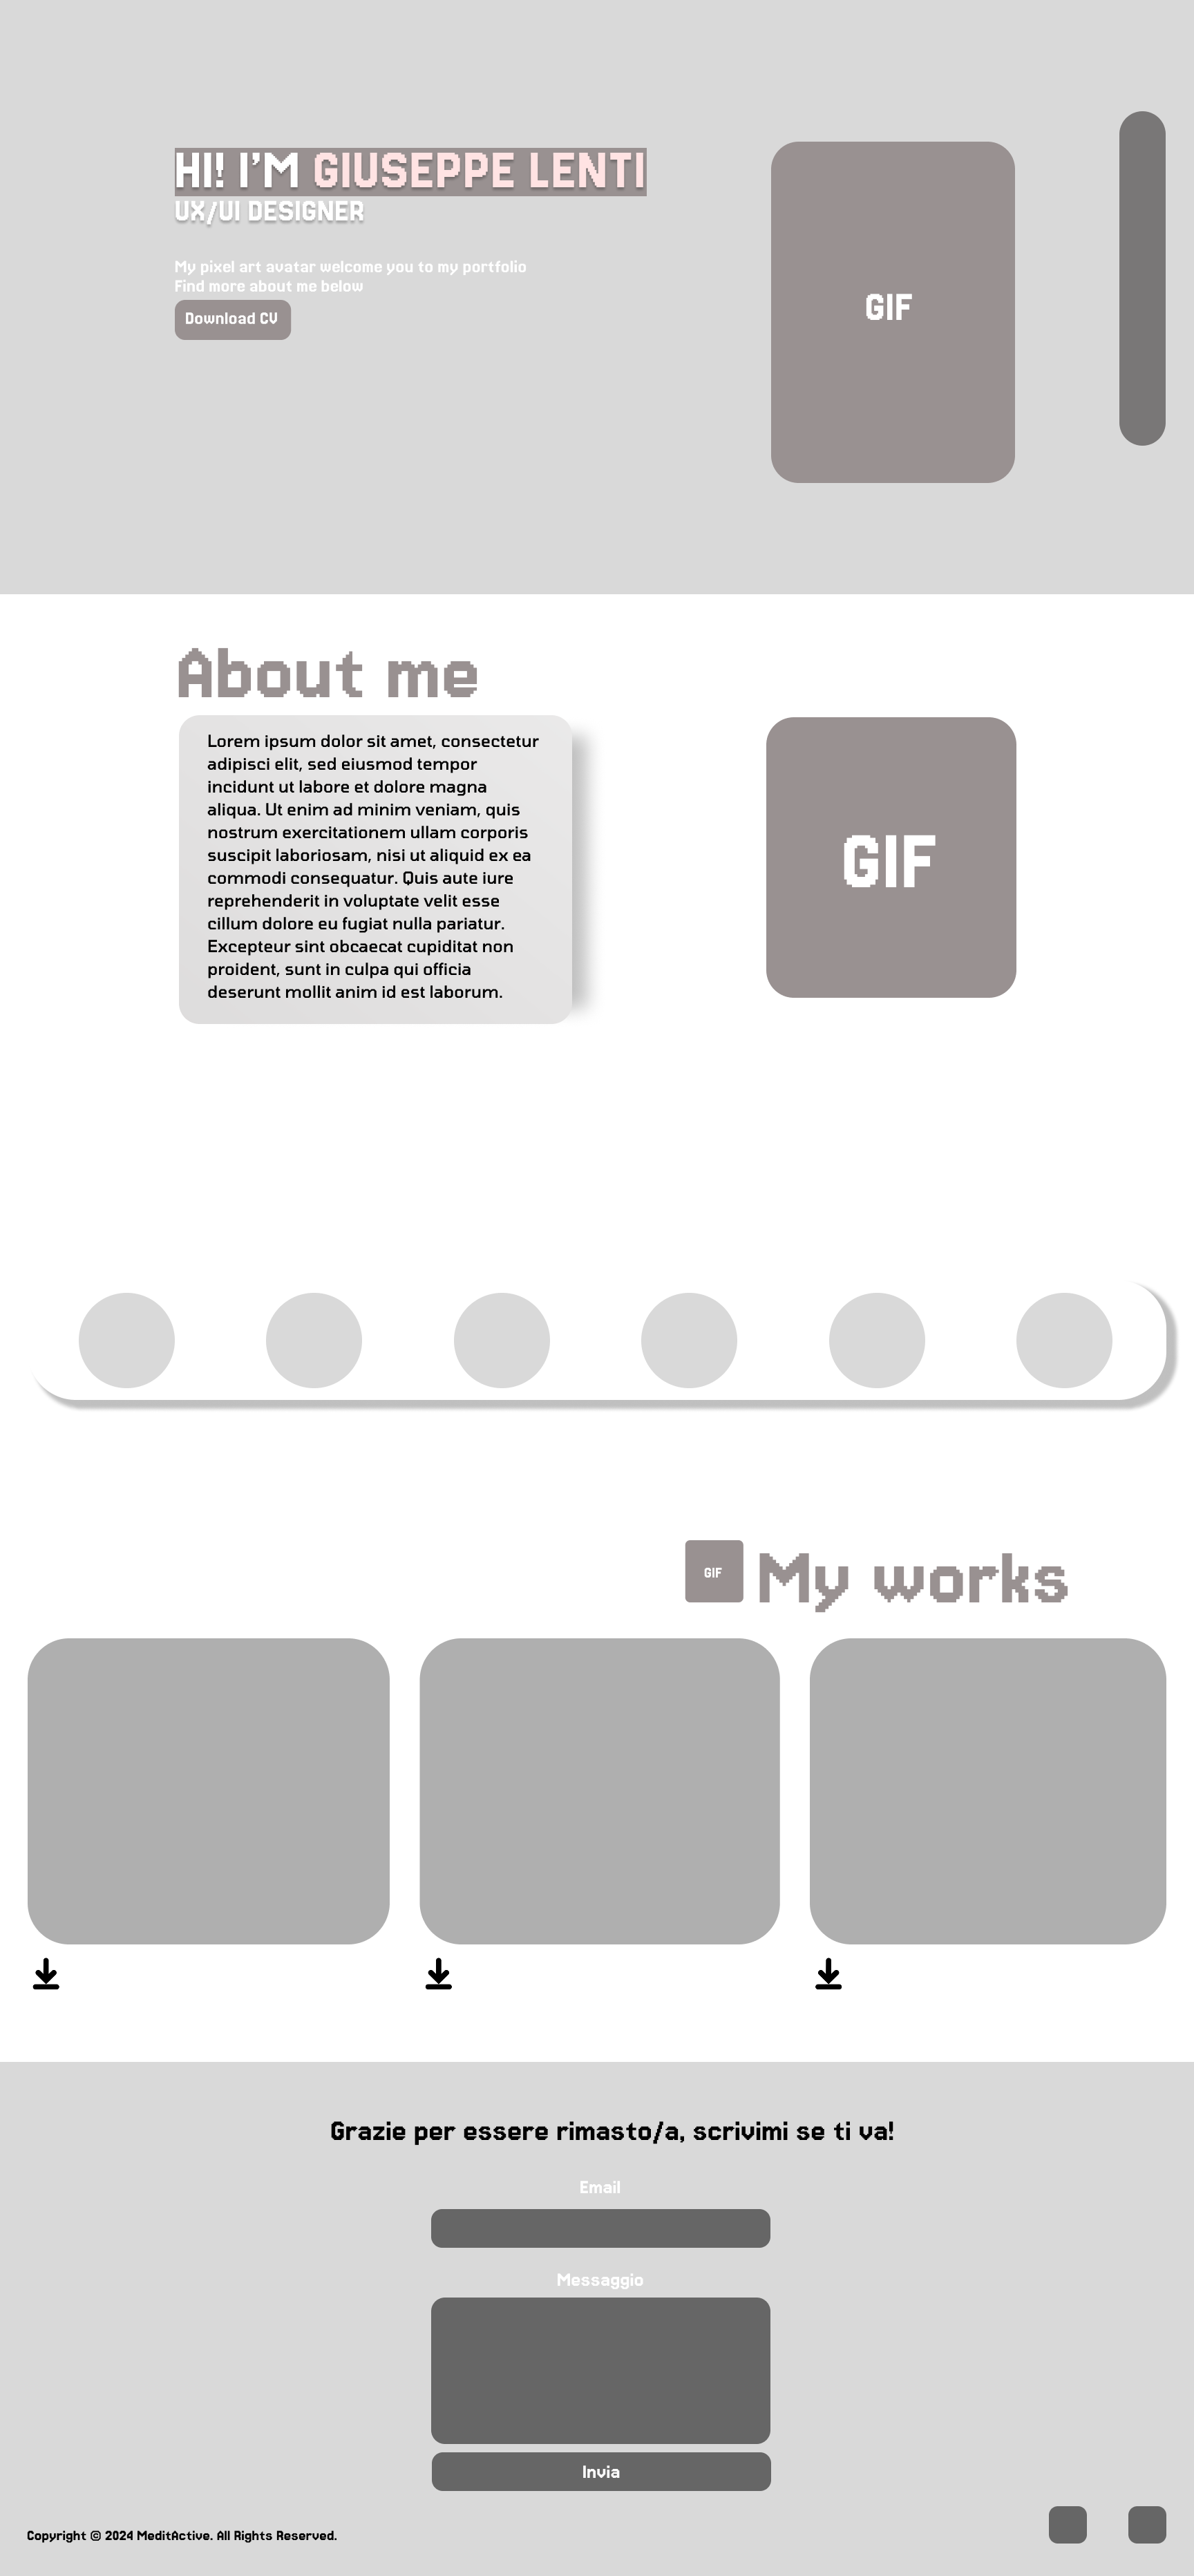 HI! I'M GIUSEPPE LENTI
UX/UI DESIGNER
My pixel art avatar welcome you to my portfolio
Find more about me below
Download CV
GIF
About me
Lorem ipsum dolor sit amet, consectetur
adipisci elit, sed eiusmod tempor
incidunt ut labore et dolore magna
aliqua. Ut enim ad minim veniam, quis
nostrum exercitationem ullam corporis
suscipit laboriosam, nisi ut aliquid ex ea
commodi consequatur. Quis aute iure
reprehenderit in voluptate velit esse
cillum dolore eu fugiat nulla pariatur.
Excepteur sint obcaecat cupiditat non
proident, sunt in culpa qui officia
deserunt mollit anim id est laborum.
GIF
GIF
My works
Grazie per essere rimasto/a, scrivimi se ti va!
Email
Messaggio
Invia
Copyright © 2024 MeditActive. All Rights Reserved.